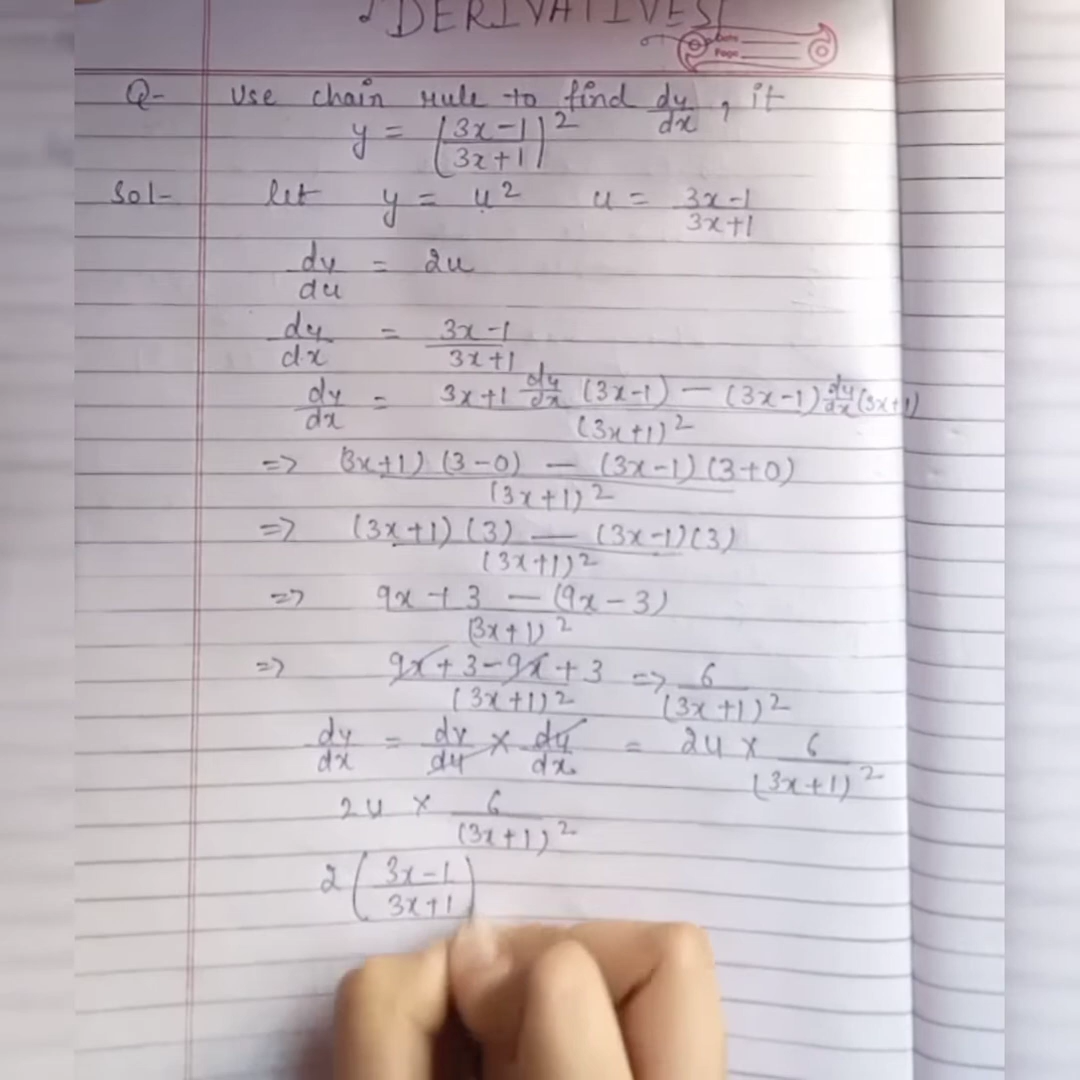 DERIVATIVES
Date
Page
Q- Use chain rule to find dy/dx, if
y = ((3x-1)/(3x+1))^2
Sol- let y = u^2 u = (3x-1)/(3x+1)
dy/du = 2u
dy/dx = (3x-1)/(3x+1)
dy/dx = (3x+1 dy/dx (3x-1) - (3x-1) dy/dx (3x+1))/(3x+1)^2
=> ((3x+1)(3-0) - (3x-1)(3+0))/(3x+1)^2
=> ((3x+1)(3) - (3x-1)(3))/(3x+1)^2
=> (9x+3 - (9x-3))/(3x+1)^2
=> (9x+3-9x+3)/(3x+1)^2 => 6/(3x+1)^2
dy/dx = dy/du × du/dx = 2u × 6/(3x+1)^2
2u × 6/(3x+1)^2
2((3x-1)/(3x+1))